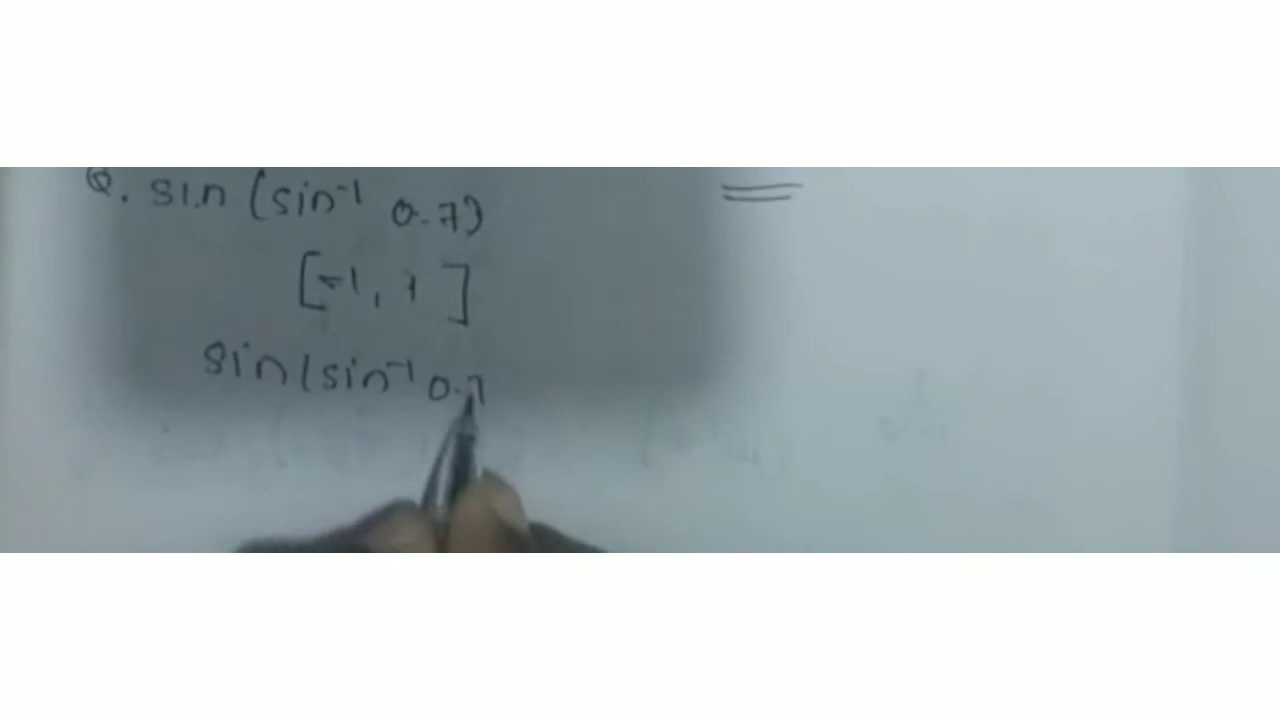 Q. sin (sin⁻¹ 0.7)
[-1, 1]
sin(sin⁻¹ 0.7